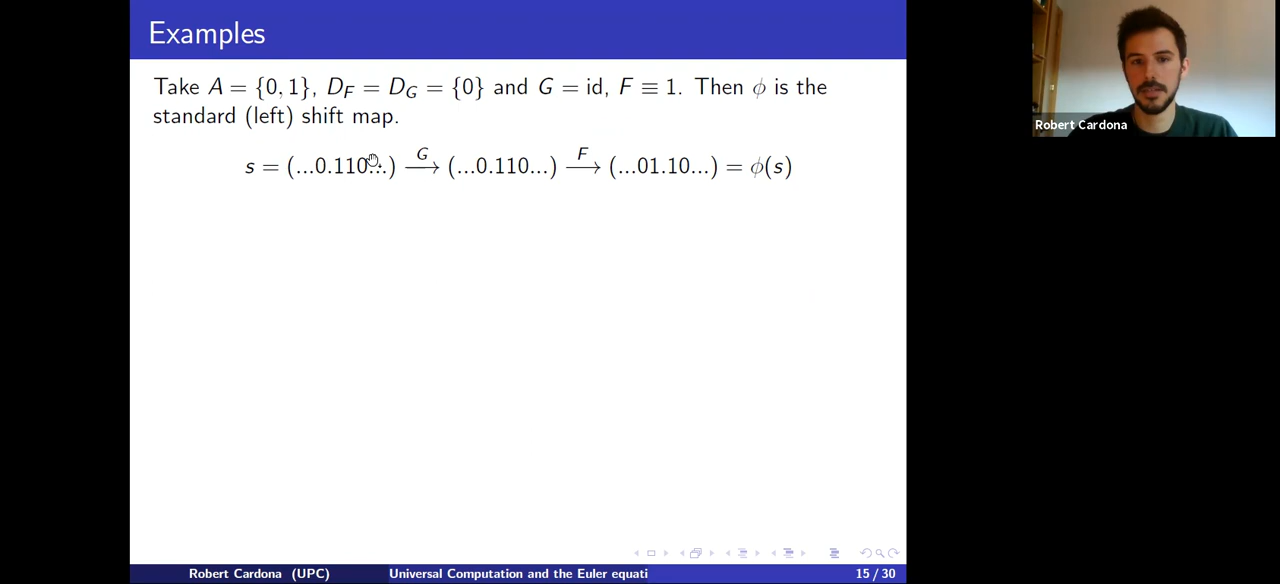 Examples
Take A = {0, 1}, D_F = D_G = {0} and G = id, F ≡ 1. Then ϕ is the
standard (left) shift map.
s = (...0.110...) —G→ (...0.110...) —F→ (...01.10...) = ϕ(s)
Robert Cardona
Robert Cardona (UPC) Universal Computation and the Euler equati 15 / 30